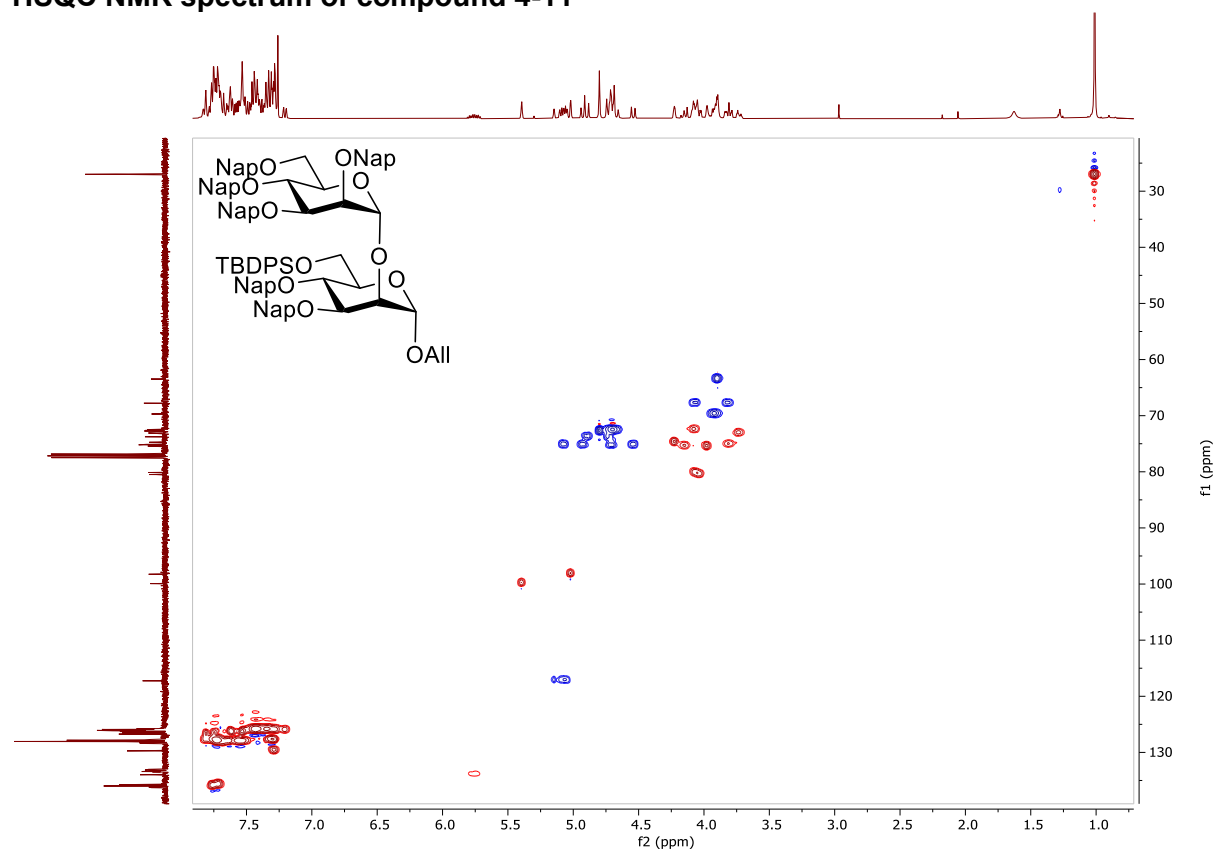 HSQC NMR spectrum of compound 4-11
NapO
ONap
NapO
O
NapO
O
TBDPSO
O
NapO
NapO
OAll
30
40
50
60
70
80
90
100
110
120
130
f1 (ppm)
7.5 7.0 6.5 6.0 5.5 5.0 4.5 4.0 3.5 3.0 2.5 2.0 1.5 1.0
f2 (ppm)